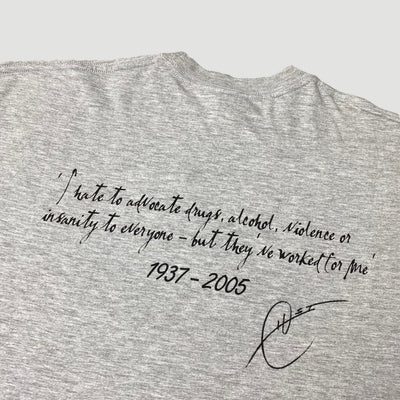 'I hate to advocate drugs, alcohol, violence or
insanity to everyone - but they've worked for me'
1937 - 2005